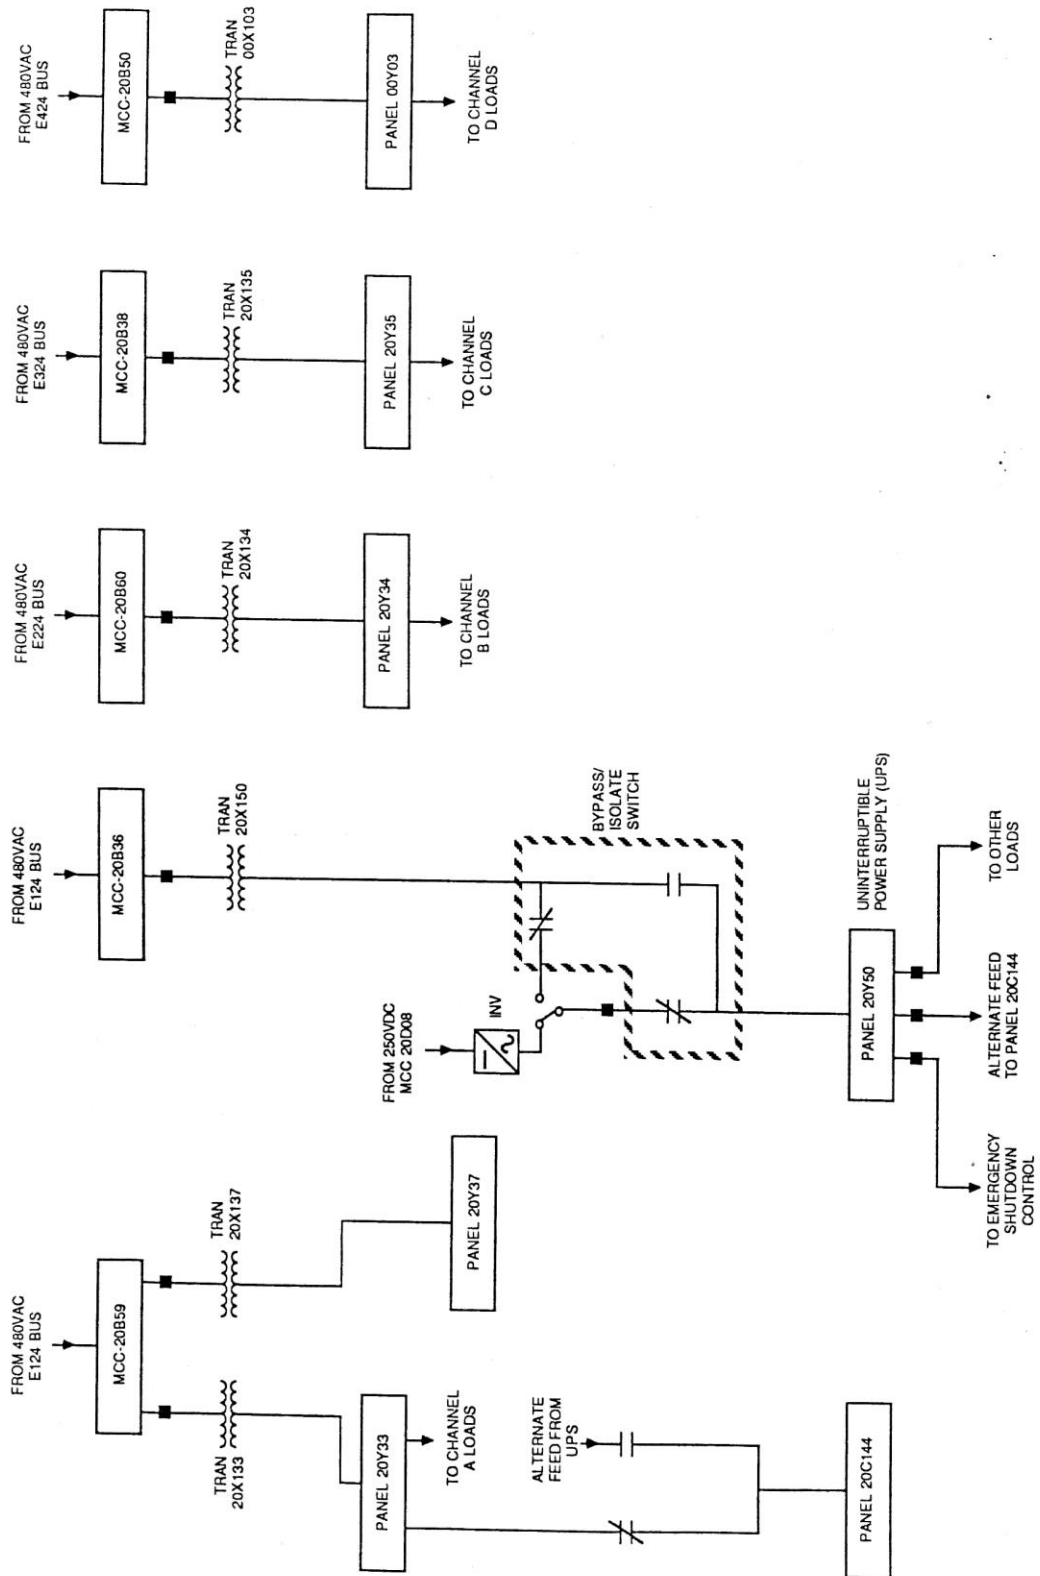 FROM 480VAC
E124 BUS
MCC-20B59
TRAN
20X133
TRAN
20X137
PANEL 20Y33
TO CHANNEL
A LOADS
PANEL 20Y37
ALTERNATE
FEED FROM
UPS
PANEL 20C144
FROM 480VAC
E124 BUS
MCC-20B36
TRAN
20X150
FROM 250VDC
MCC 20D08
INV
BYPASS/
ISOLATE
SWITCH
UNINTERRUPTIBLE
POWER SUPPLY (UPS)
PANEL 20Y50
TO EMERGENCY
SHUTDOWN
CONTROL
ALTERNATE FEED
TO PANEL 20C144
TO OTHER
LOADS
FROM 480VAC
E224 BUS
MCC-20B60
TRAN
20X134
PANEL 20Y34
TO CHANNEL
B LOADS
FROM 480VAC
E324 BUS
MCC-20B38
TRAN
20X135
PANEL 20Y35
TO CHANNEL
C LOADS
FROM 480VAC
E424 BUS
MCC-20B50
TRAN
00X103
PANEL 00Y03
TO CHANNEL
D LOADS